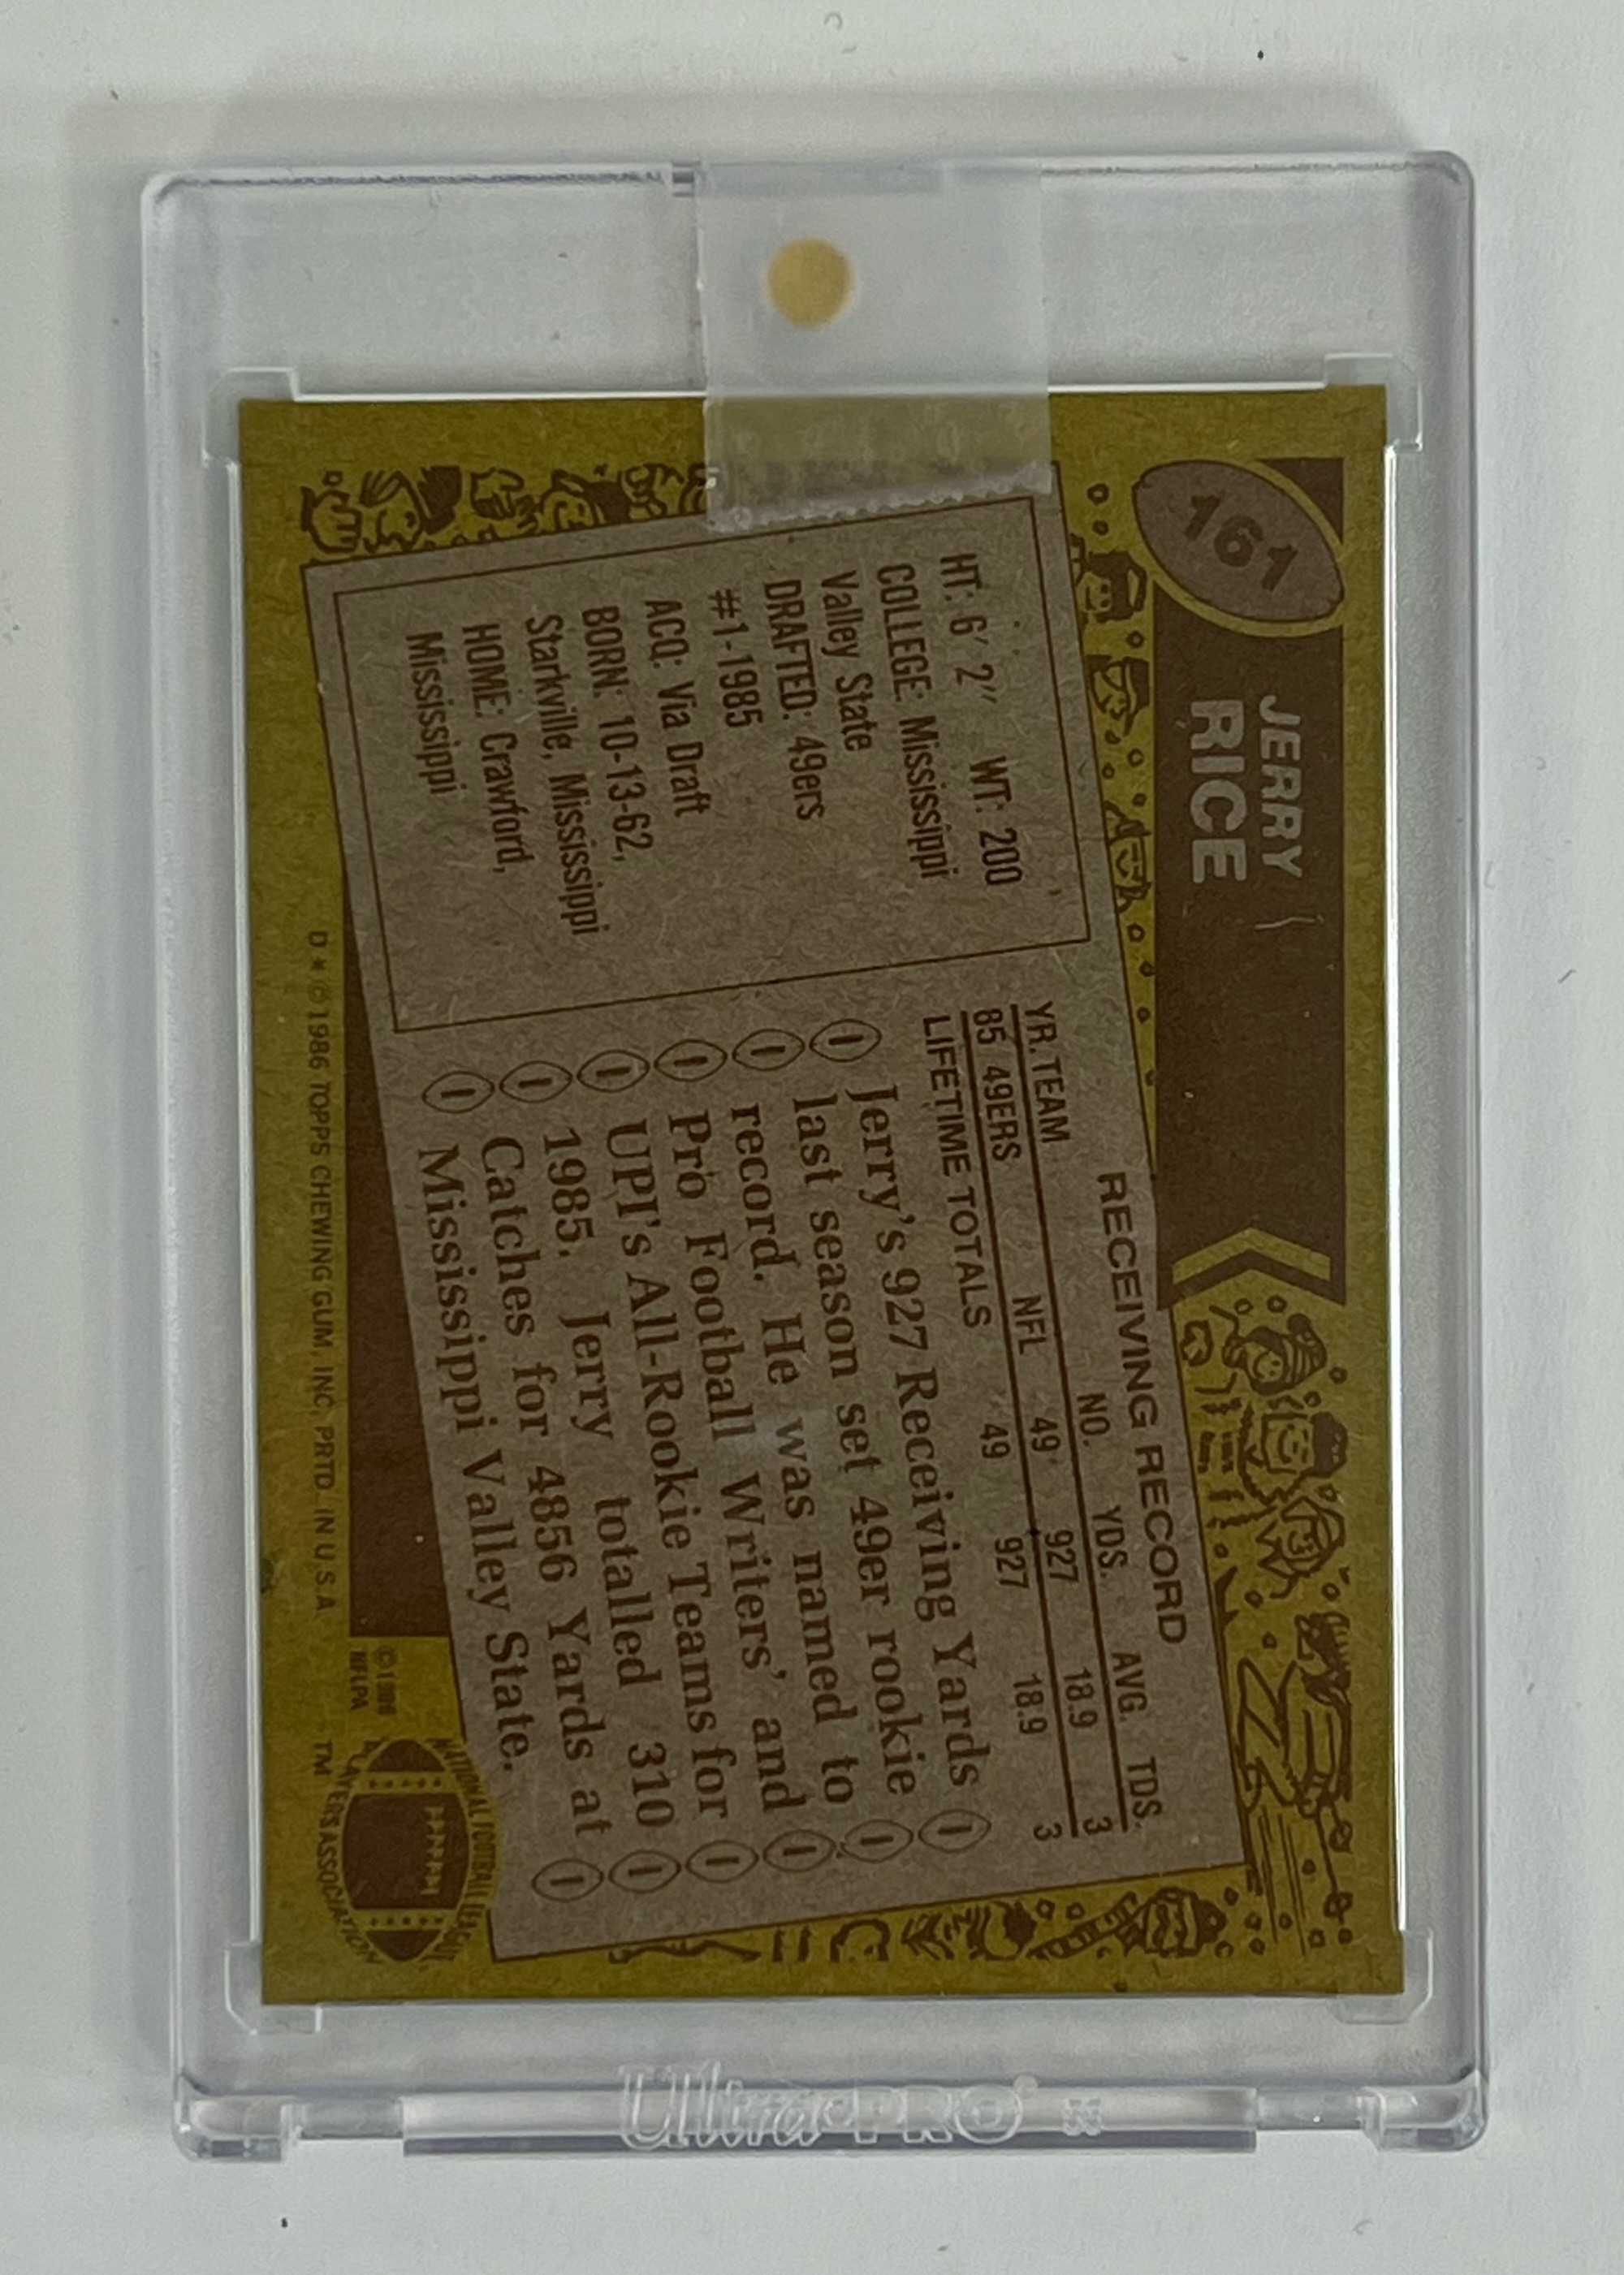 161
JERRY
RICE
HT: 6' 2" WT: 200
COLLEGE: Mississippi
Valley State
DRAFTED: 49ers
#1-1985
ACQ: Via Draft
BORN: 10-13-62,
Starkville, Mississippi
HOME: Crawford,
Mississippi
RECEIVING RECORD
YR. TEAM NO. YDS. AVG. TDS.
85 49ERS NFL 49 927 18.9 3
LIFETIME TOTALS 49 927 18.9 3
Jerry's 927 Receiving Yards
last season set 49er rookie
record. He was named to
Pro Football Writers' and
UPI's All-Rookie Teams for
1985. Jerry totalled 310
Catches for 4856 Yards at
Mississippi Valley State.
D * © 1986 TOPPS CHEWING GUM, INC. PRTD. IN U.S.A.
© 1986
NFLPA
TM
NATIONAL FOOTBALL LEAGUE
PLAYERS ASSOCIATION
Ultra•PRO®